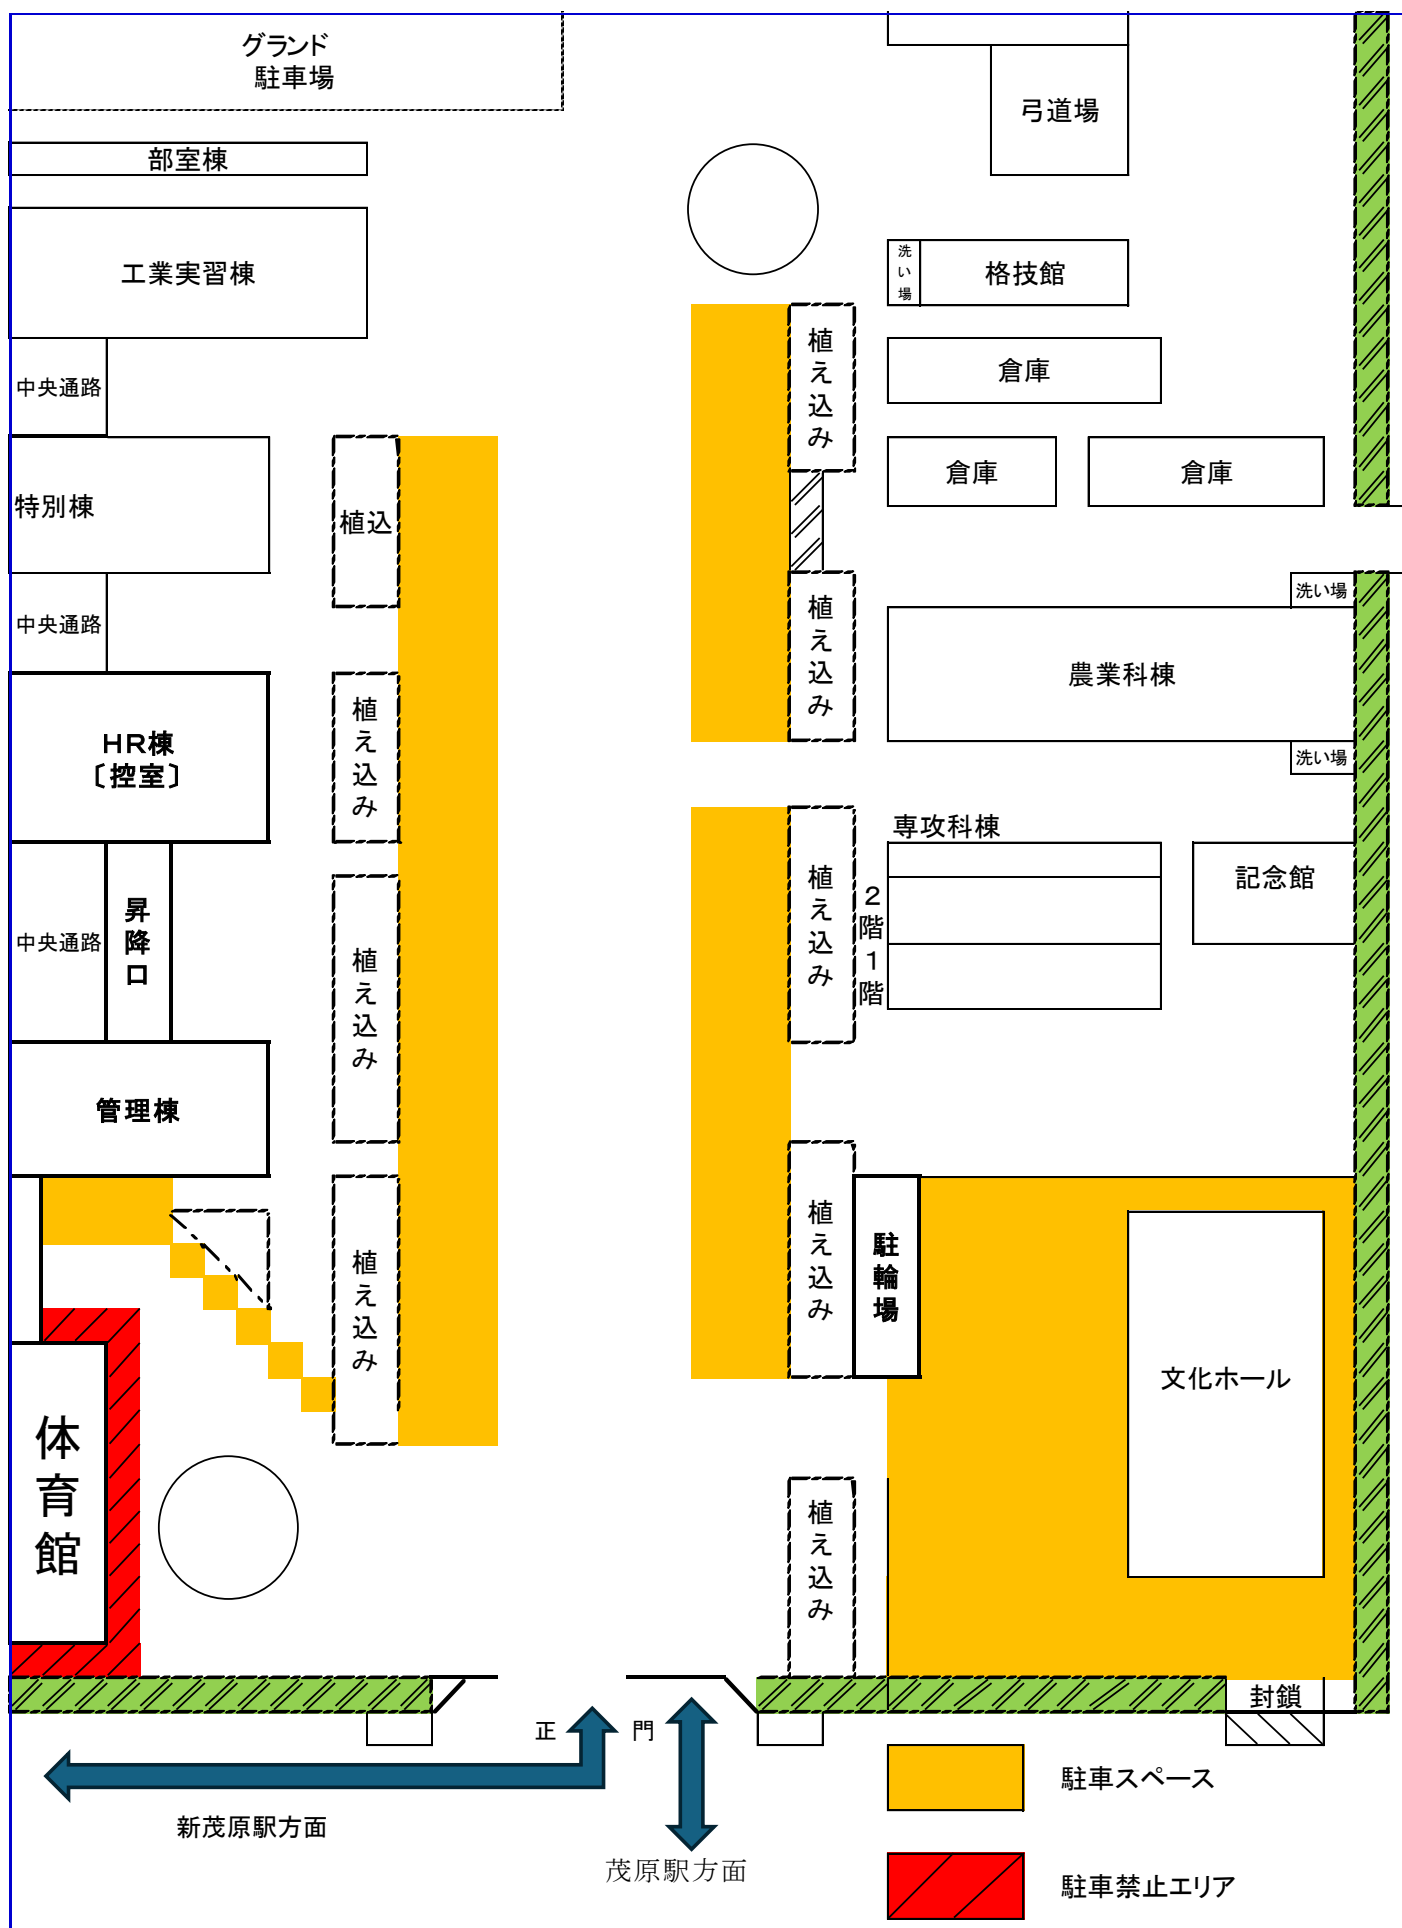 グランド
駐車場
弓道場
部室棟
工業実習棟
洗い場
格技館
植え込み
倉庫
中央通路
倉庫
倉庫
特別棟
植込
洗い場
中央通路
植え込み
農業科棟
HR棟
〔控室〕
植え込み
洗い場
専攻科棟
植え込み
2階
1階
記念館
昇降口
中央通路
植え込み
管理棟
植え込み
植え込み
駐輪場
文化ホール
体育館
植え込み
封鎖
正 門
駐車スペース
新茂原駅方面
茂原駅方面
駐車禁止エリア